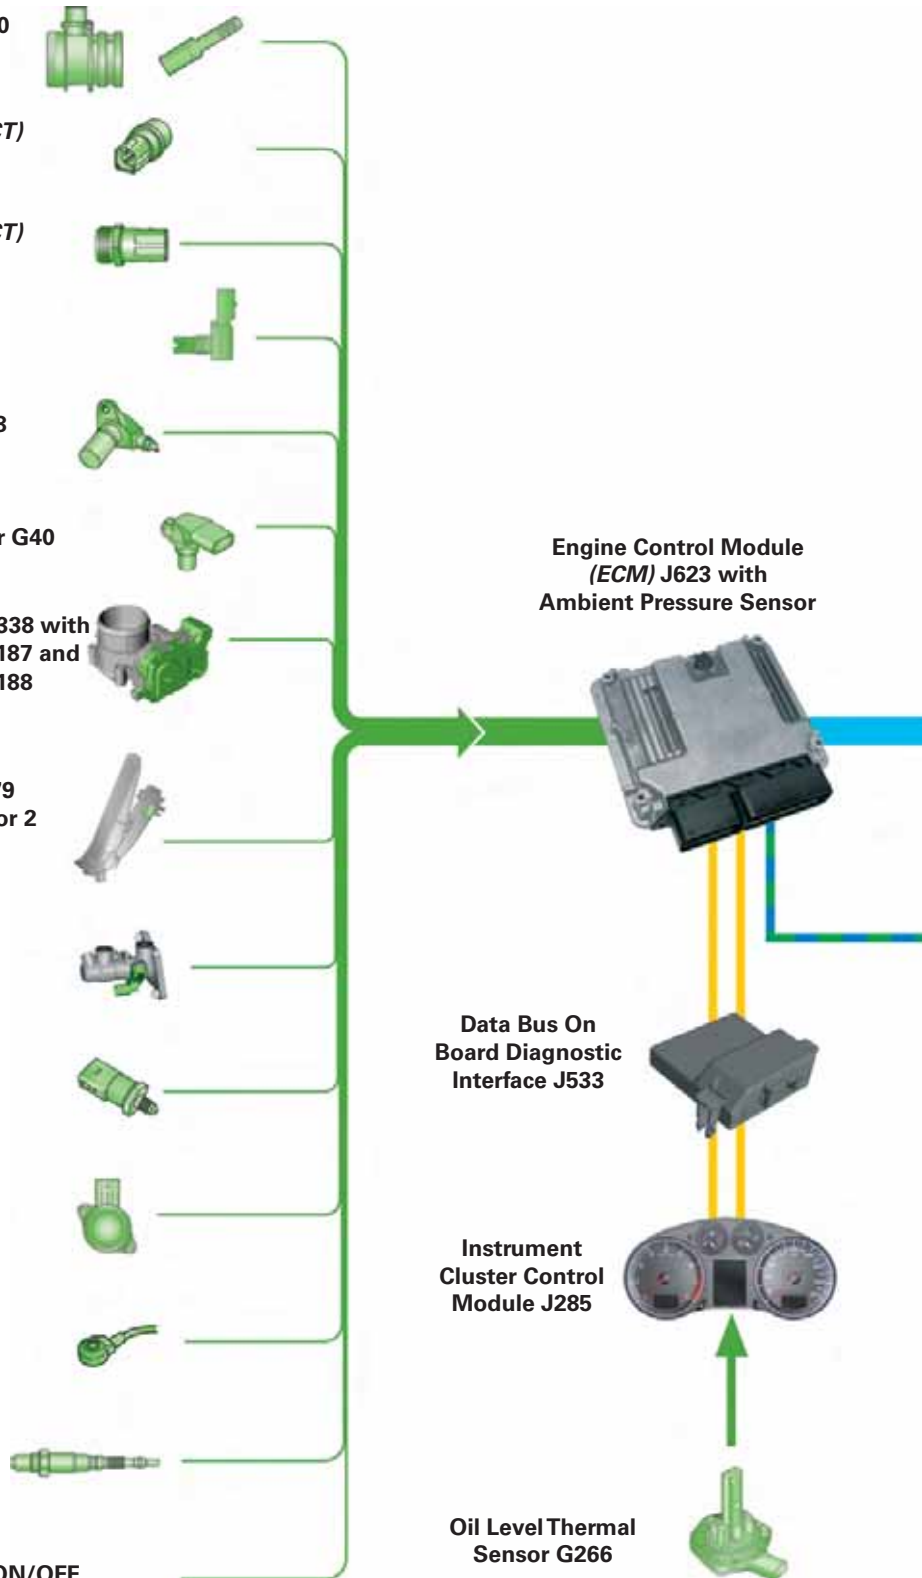 0
CT)
CT)
3
r G40
338 with
187 and
188
79
or 2
ON/OFF
Engine Control Module
(ECM) J623 with
Ambient Pressure Sensor
Data Bus On
Board Diagnostic
Interface J533
Instrument
Cluster Control
Module J285
Oil Level Thermal
Sensor G266